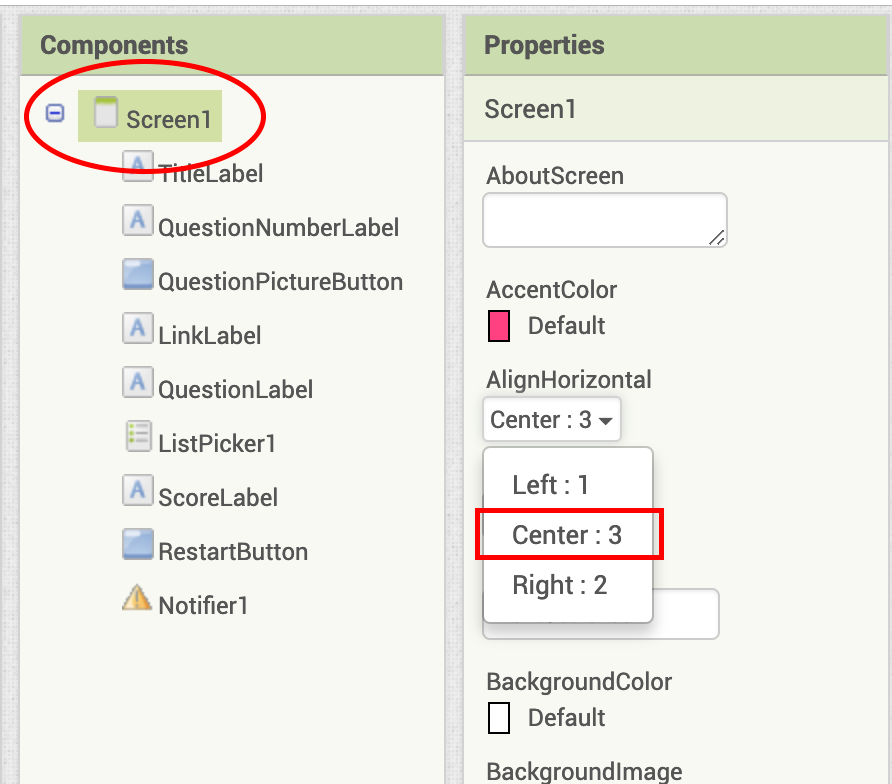 Components
Screen1
TitleLabel
QuestionNumberLabel
QuestionPictureButton
LinkLabel
QuestionLabel
ListPicker1
ScoreLabel
RestartButton
Notifier1
Properties
Screen1
AboutScreen
AccentColor
Default
AlignHorizontal
Center : 3
Left : 1
Center : 3
Right : 2
BackgroundColor
Default
BackgroundImage